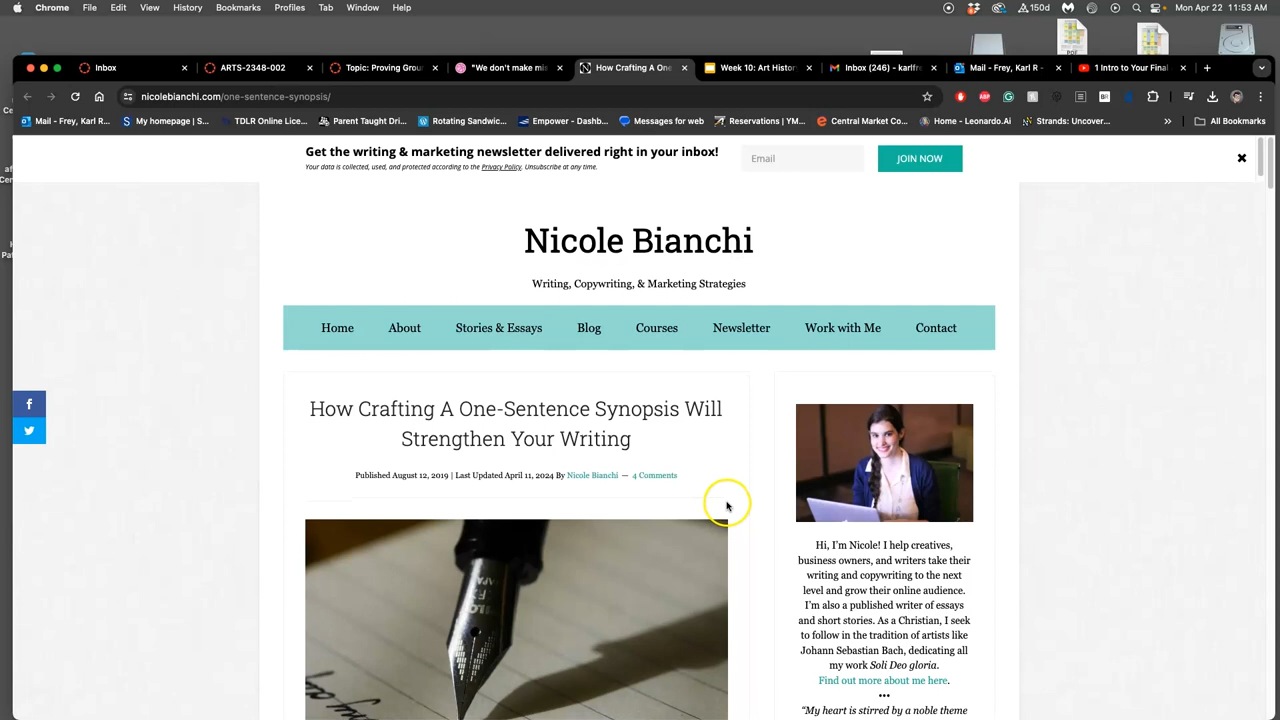 Chrome File Edit View History Bookmarks Profiles Tab Window Help 150d Mon Apr 22 11:53 AM
PDF
Inbox ARTS-2348-002 Topic: Proving Grou "We don't make mis How Crafting A One Week 10: Art Histor Inbox (246) - karlfre Mail - Frey, Karl R 1 Intro to Your Final
nicolebianchi.com/one-sentence-synopsis/
Mail - Frey, Karl R... My homepage | S... TDLR Online Lice... Parent Taught Dri... Rotating Sandwic... Empower - Dashb... Messages for web Reservations | YM... Central Market Co... Home - Leonardo.Ai Strands: Uncover... » All Bookmarks
Get the writing & marketing newsletter delivered right in your inbox!
Your data is collected, used, and protected according to the Privacy Policy. Unsubscribe at any time.
Email JOIN NOW
Nicole Bianchi
Writing, Copywriting, & Marketing Strategies
Home About Stories & Essays Blog Courses Newsletter Work with Me Contact
How Crafting A One-Sentence Synopsis Will
Strengthen Your Writing
Published August 12, 2019 | Last Updated April 11, 2024 By Nicole Bianchi — 4 Comments
Hi, I'm Nicole! I help creatives,
business owners, and writers take their
writing and copywriting to the next
level and grow their online audience.
I'm also a published writer of essays
and short stories. As a Christian, I seek
to follow in the tradition of artists like
Johann Sebastian Bach, dedicating all
my work Soli Deo gloria.
Find out more about me here.
•••
"My heart is stirred by a noble theme